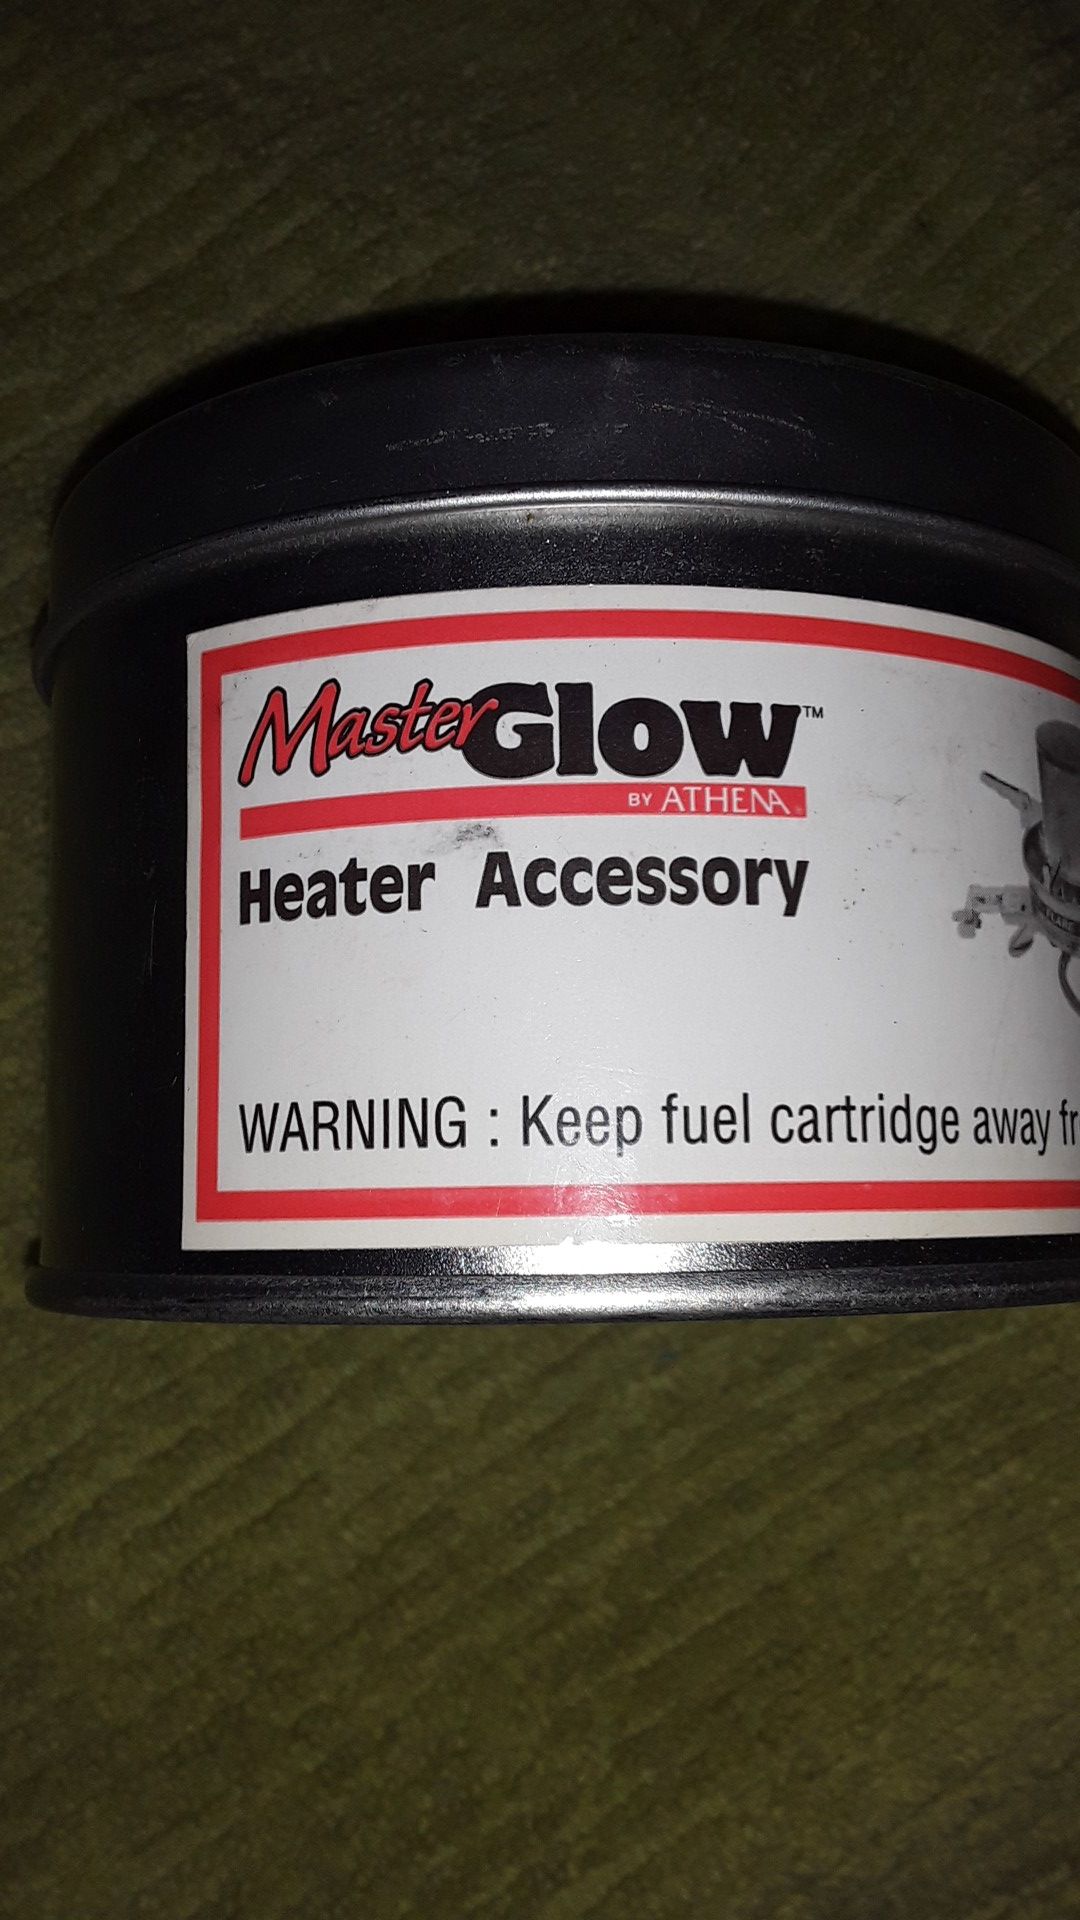 MasterGlow™
BY ATHENA
Heater Accessory
WARNING : Keep fuel cartridge away